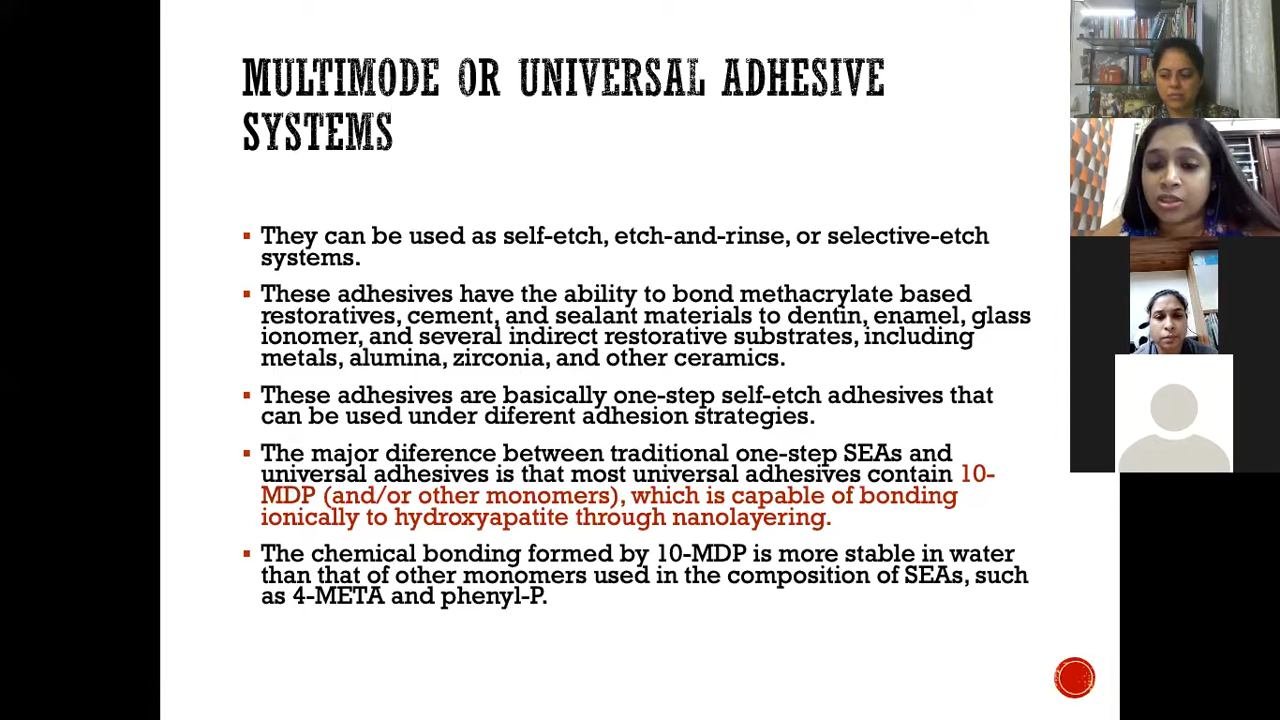 MULTIMODE OR UNIVERSAL ADHESIVE
SYSTEMS
▪ They can be used as self-etch, etch-and-rinse, or selective-etch
systems.
▪ These adhesives have the ability to bond methacrylate based
restoratives, cement, and sealant materials to dentin, enamel, glass
ionomer, and several indirect restorative substrates, including
metals, alumina, zirconia, and other ceramics.
▪ These adhesives are basically one-step self-etch adhesives that
can be used under diferent adhesion strategies.
▪ The major diference between traditional one-step SEAs and
universal adhesives is that most universal adhesives contain 10-
MDP (and/or other monomers), which is capable of bonding
ionically to hydroxyapatite through nanolayering.
▪ The chemical bonding formed by 10-MDP is more stable in water
than that of other monomers used in the composition of SEAs, such
as 4-META and phenyl-P.